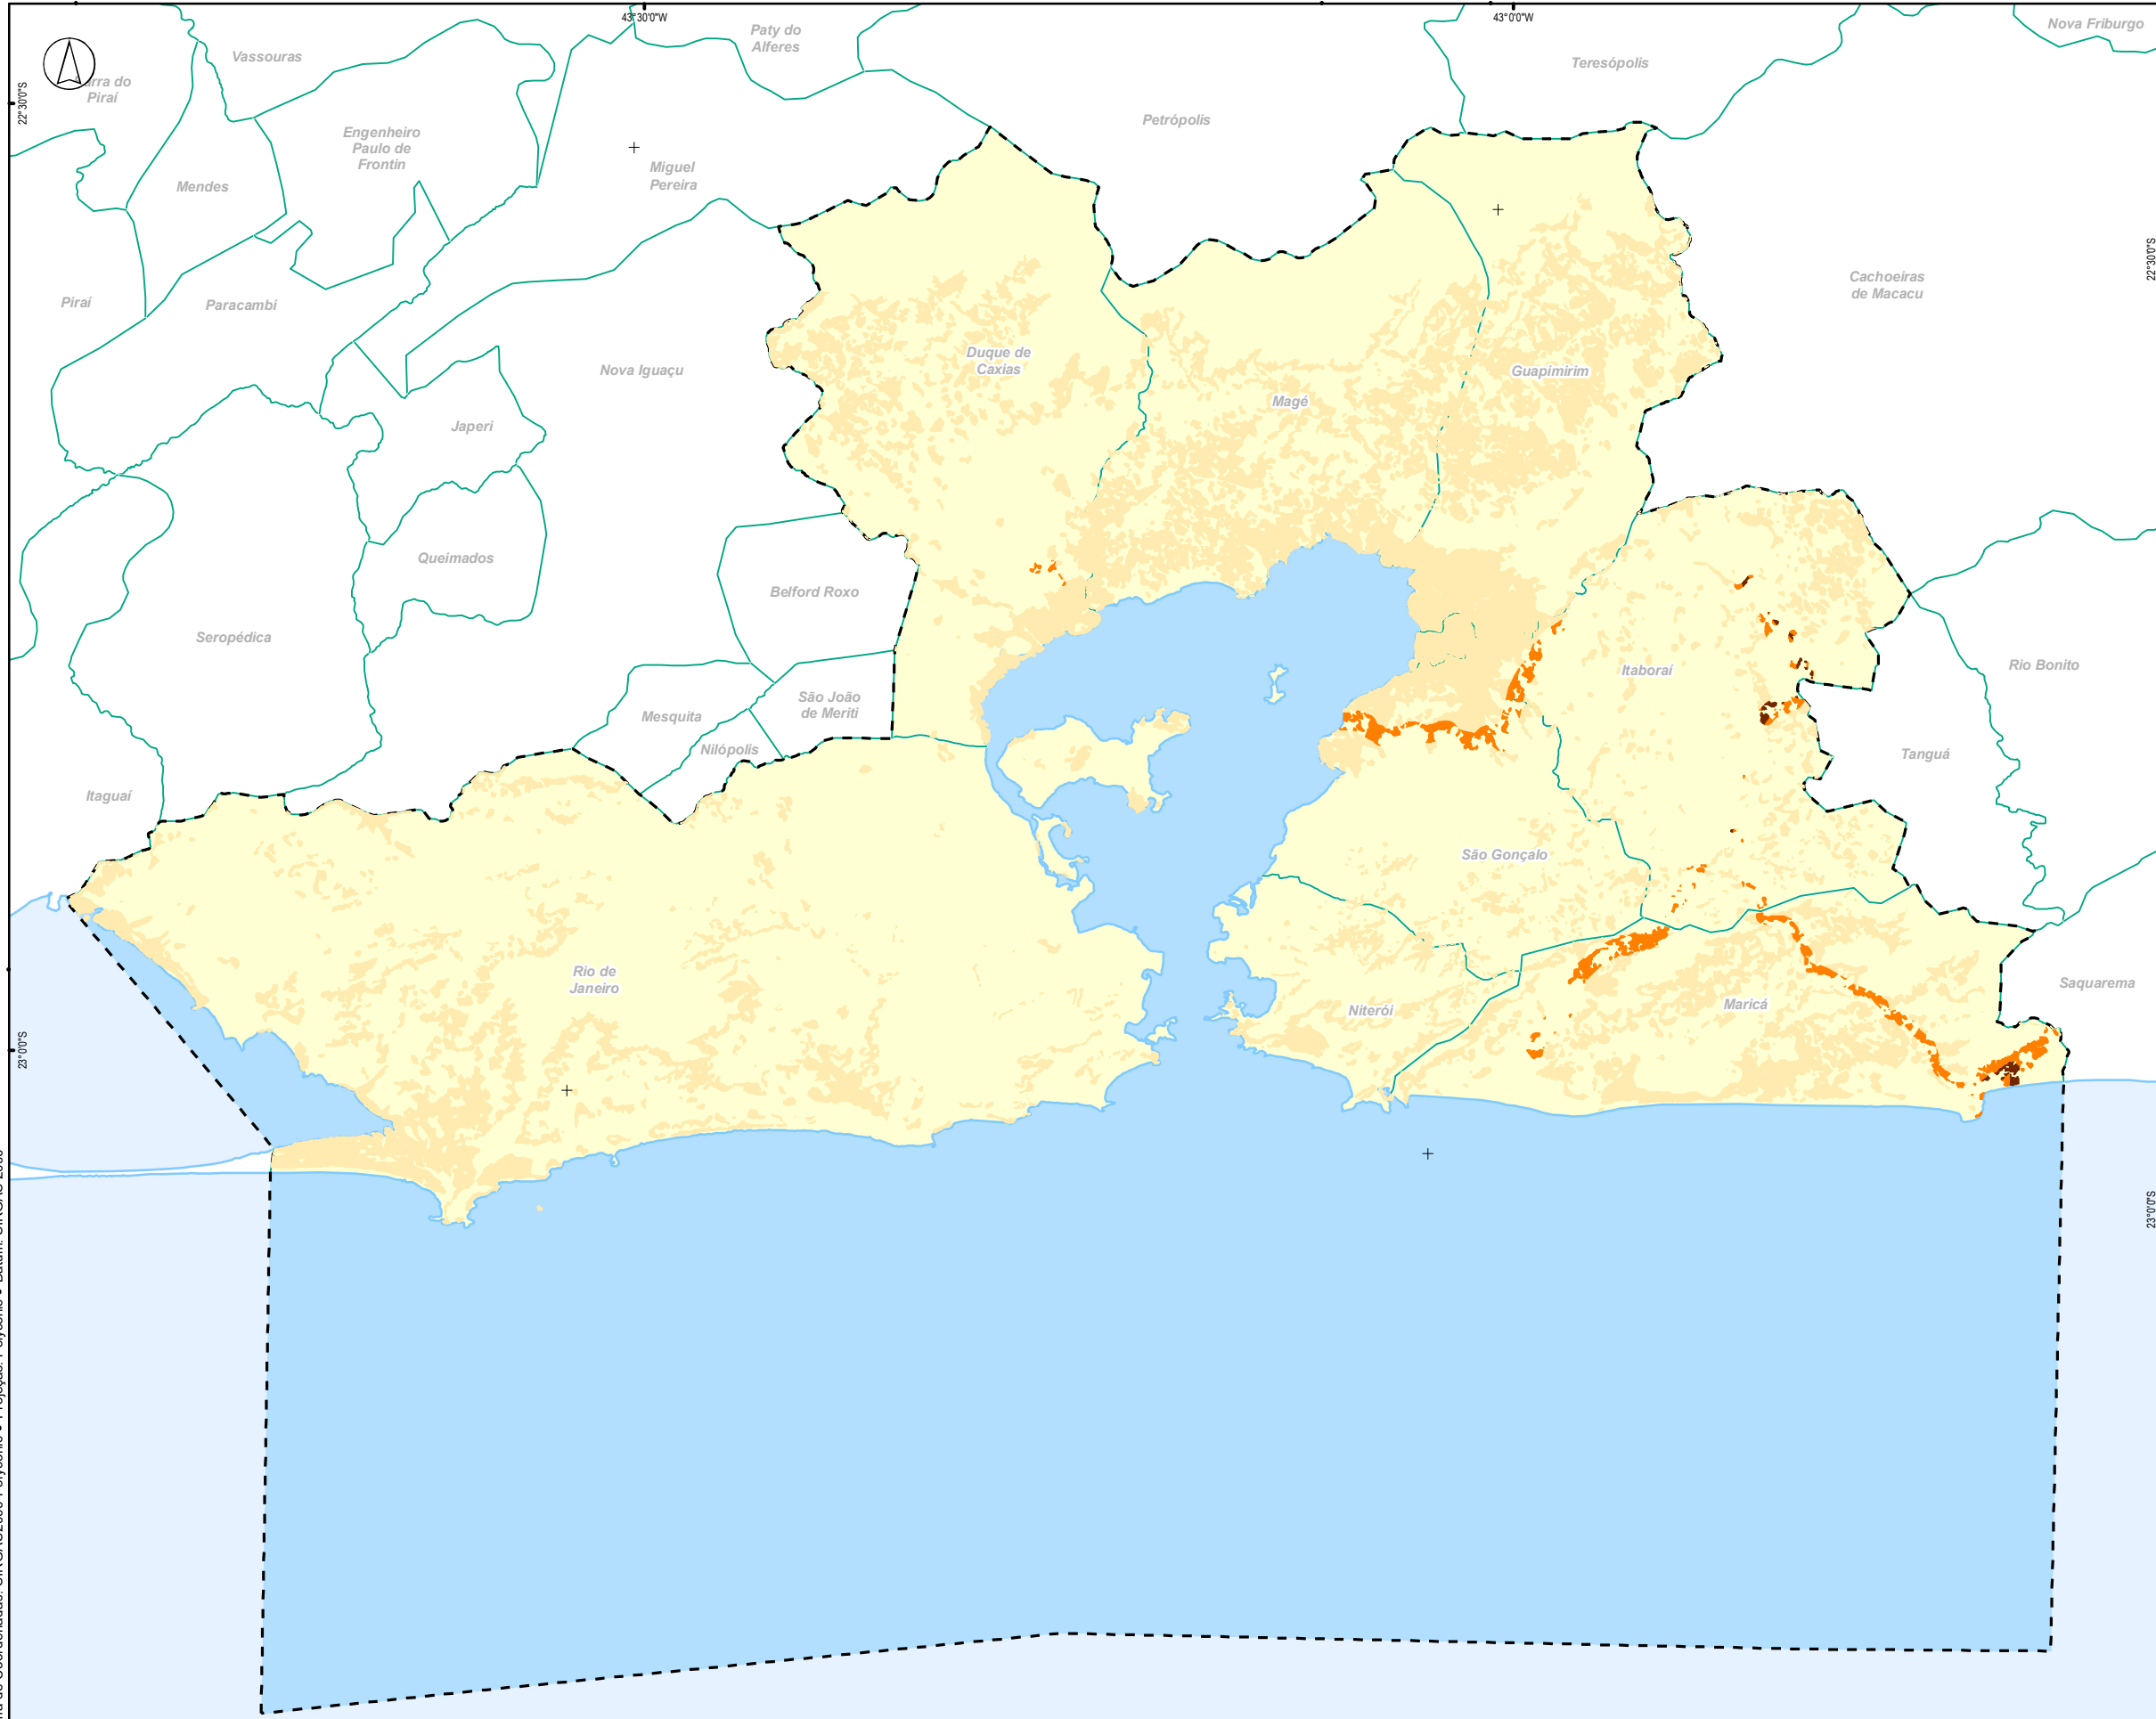 43°30'0"W
43°0'0"W
Nova Friburgo
Paty do
Alferes
Vassouras
Teresópolis
Piraí
22°30'0"S
Petrópolis
Engenheiro
Paulo de
Frontin
Miguel
Pereira
Mendes
22°30'0"S
Cachoeiras
de Macacu
Piraí
Paracambi
Duque de
Caxias
Nova Iguaçu
Guapimirim
Magé
Japeri
Queimados
Belford Roxo
Seropédica
Rio Bonito
Itaboraí
São João
de Meriti
Mesquita
Nilópolis
Tanguá
Itaguaí
São Gonçalo
Rio de
Janeiro
Saquarema
Maricá
Niterói
23°0'0"S
23°0'0"S